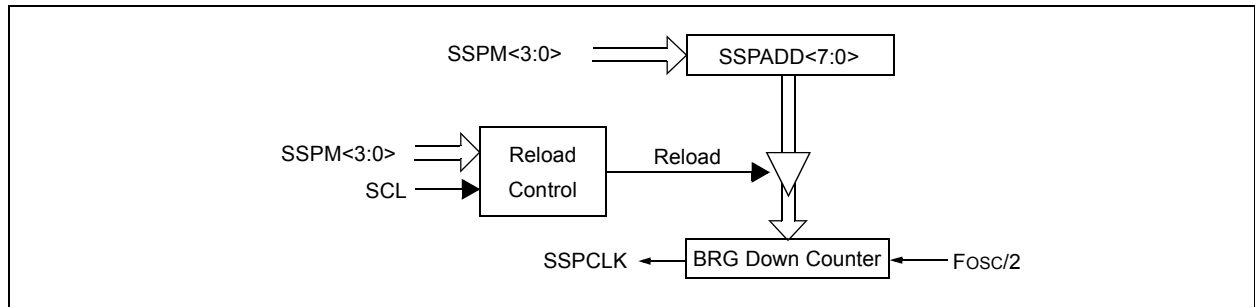 SSPM<3:0>
SSPADD<7:0>
SSPM<3:0>
SCL
Reload
Control
Reload
SSPCLK
BRG Down Counter
FOSC/2